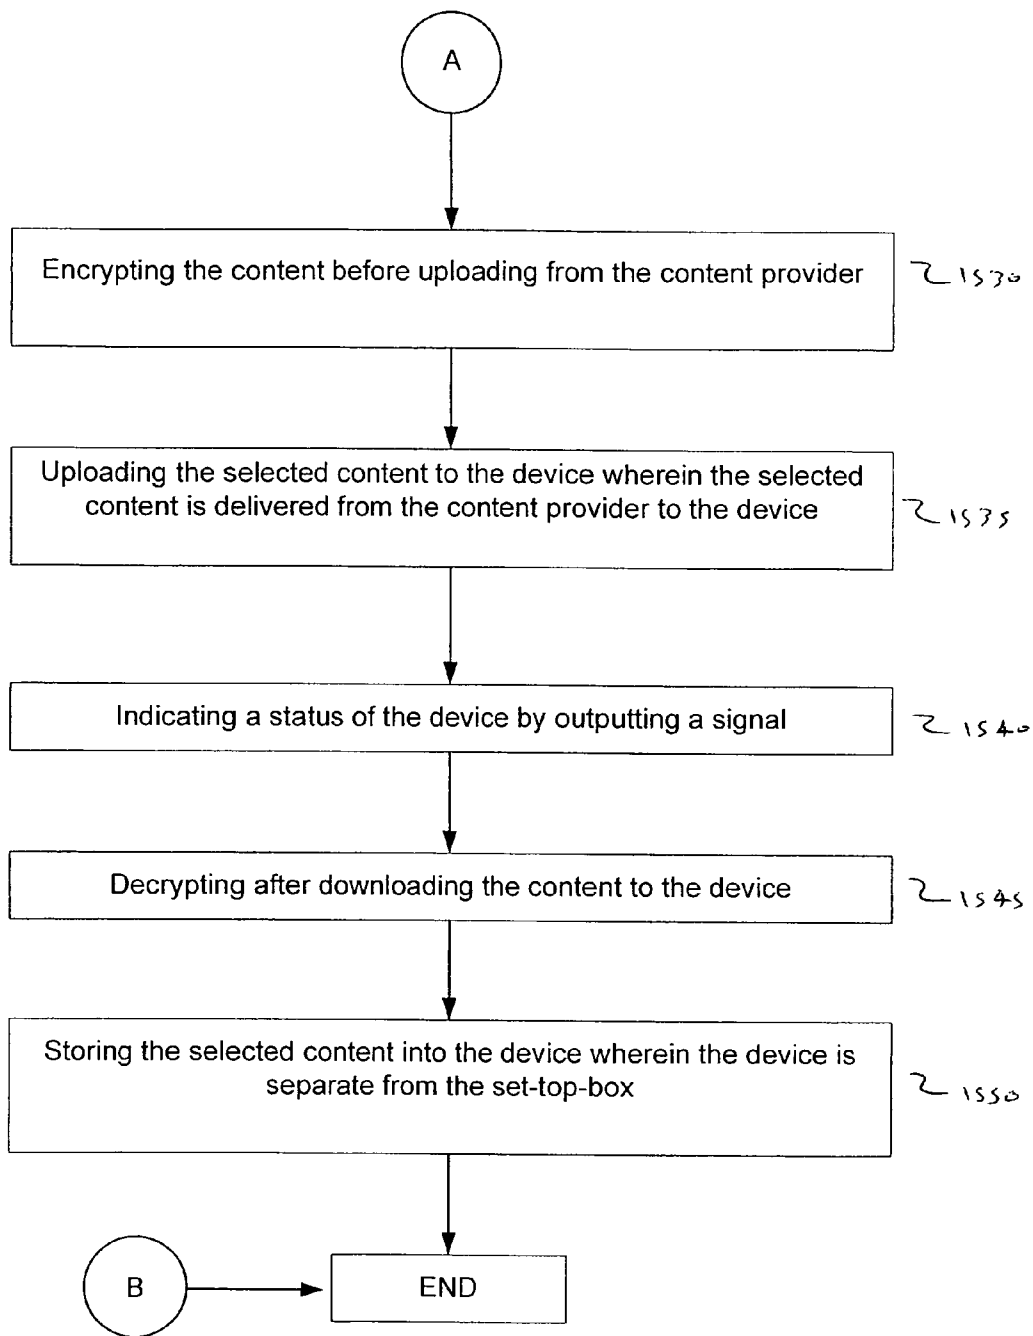 A
Encrypting the content before uploading from the content provider
1530
Uploading the selected content to the device wherein the selected
content is delivered from the content provider to the device
1535
Indicating a status of the device by outputting a signal
1540
Decrypting after downloading the content to the device
1545
Storing the selected content into the device wherein the device is
separate from the set-top-box
1550
B
END